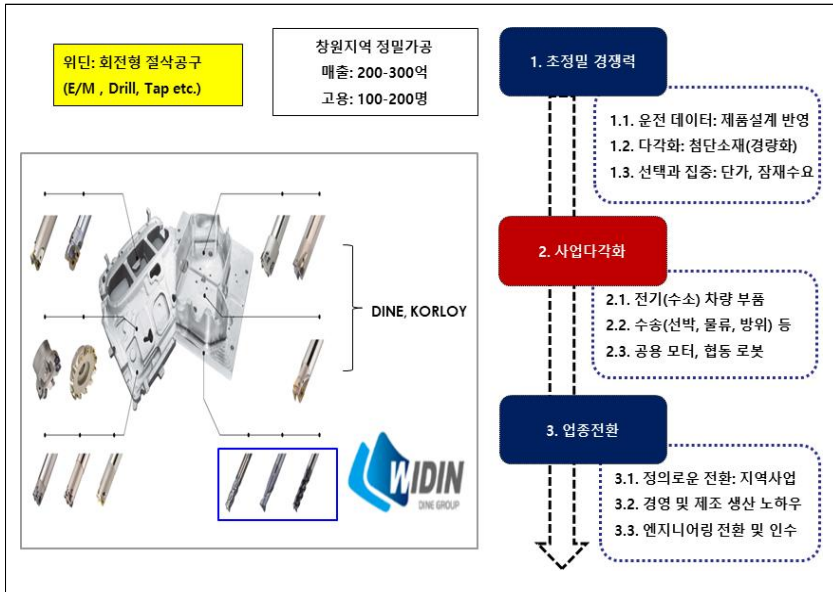 위딘: 회전형 절삭공구
(E/M , Drill, Tap etc.)
창원지역 정밀가공
매출: 200-300억
고용: 100-200명
DINE, KORLOY
WIDIN
DINE GROUP
1. 초정밀 경쟁력
1.1. 운전 데이터: 제품설계 반영
1.2. 다각화: 첨단소재(경량화)
1.3. 선택과 집중: 단가, 잠재수요
2. 사업다각화
2.1. 전기(수소) 차량 부품
2.2. 수송(선박, 물류, 방위) 등
2.3. 공용 모터, 협동 로봇
3. 업종전환
3.1. 정의로운 전환: 지역사업
3.2. 경영 및 제조 생산 노하우
3.3. 엔지니어링 전환 및 인수